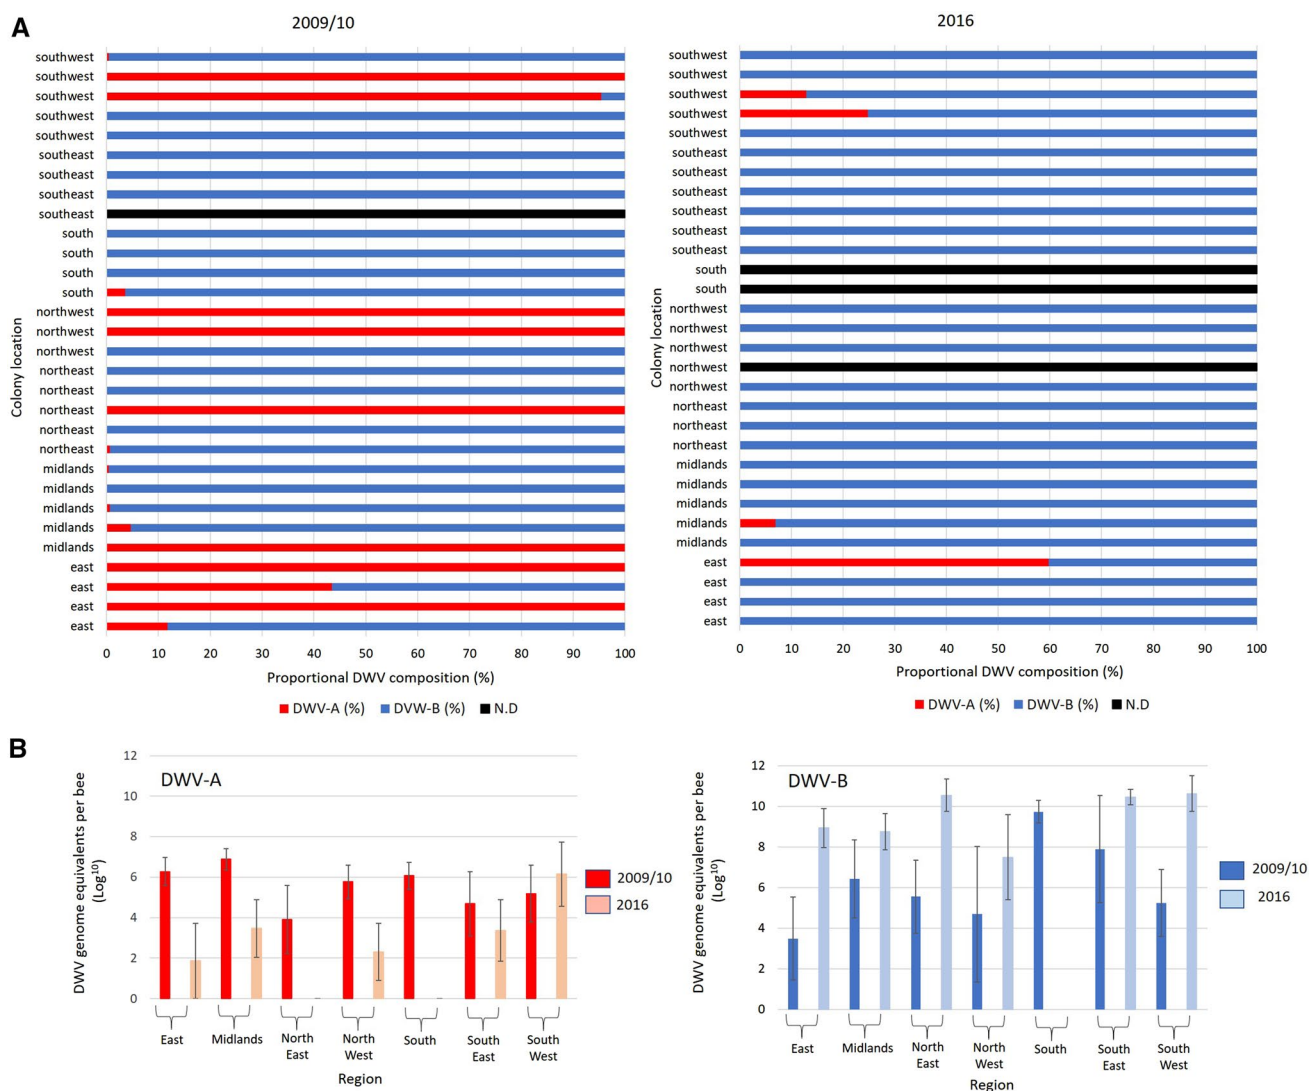 A
2009/10
southwest
southwest
southwest
southwest
southwest
southeast
southeast
southeast
southeast
south
south
south
south
northwest
northwest
northwest
northeast
northeast
northeast
northeast
northeast
midlands
midlands
midlands
midlands
midlands
east
east
east
east
Colony location
0 10 20 30 40 50 60 70 80 90 100
Proportional DWV composition (%)
DWV-A (%) DVW-B (%) N.D
2016
southwest
southwest
southwest
southwest
southwest
southeast
southeast
southeast
southeast
southeast
southeast
south
south
northwest
northwest
northwest
northwest
northwest
northeast
northeast
northeast
midlands
midlands
midlands
midlands
midlands
east
east
east
east
Colony location
0 10 20 30 40 50 60 70 80 90 100
Proportional DWV composition (%)
DWV-A (%) DWV-B (%) N.D
B
DWV-A
DWV genome equivalents per bee
(Log10)
12
10
8
6
4
2
0
East Midlands North East North West South South East South West
Region
2009/10
2016
DWV-B
DWV genome equivalents per bee
(Log10)
12
10
8
6
4
2
0
East Midlands North East North West South South East South West
Region
2009/10
2016